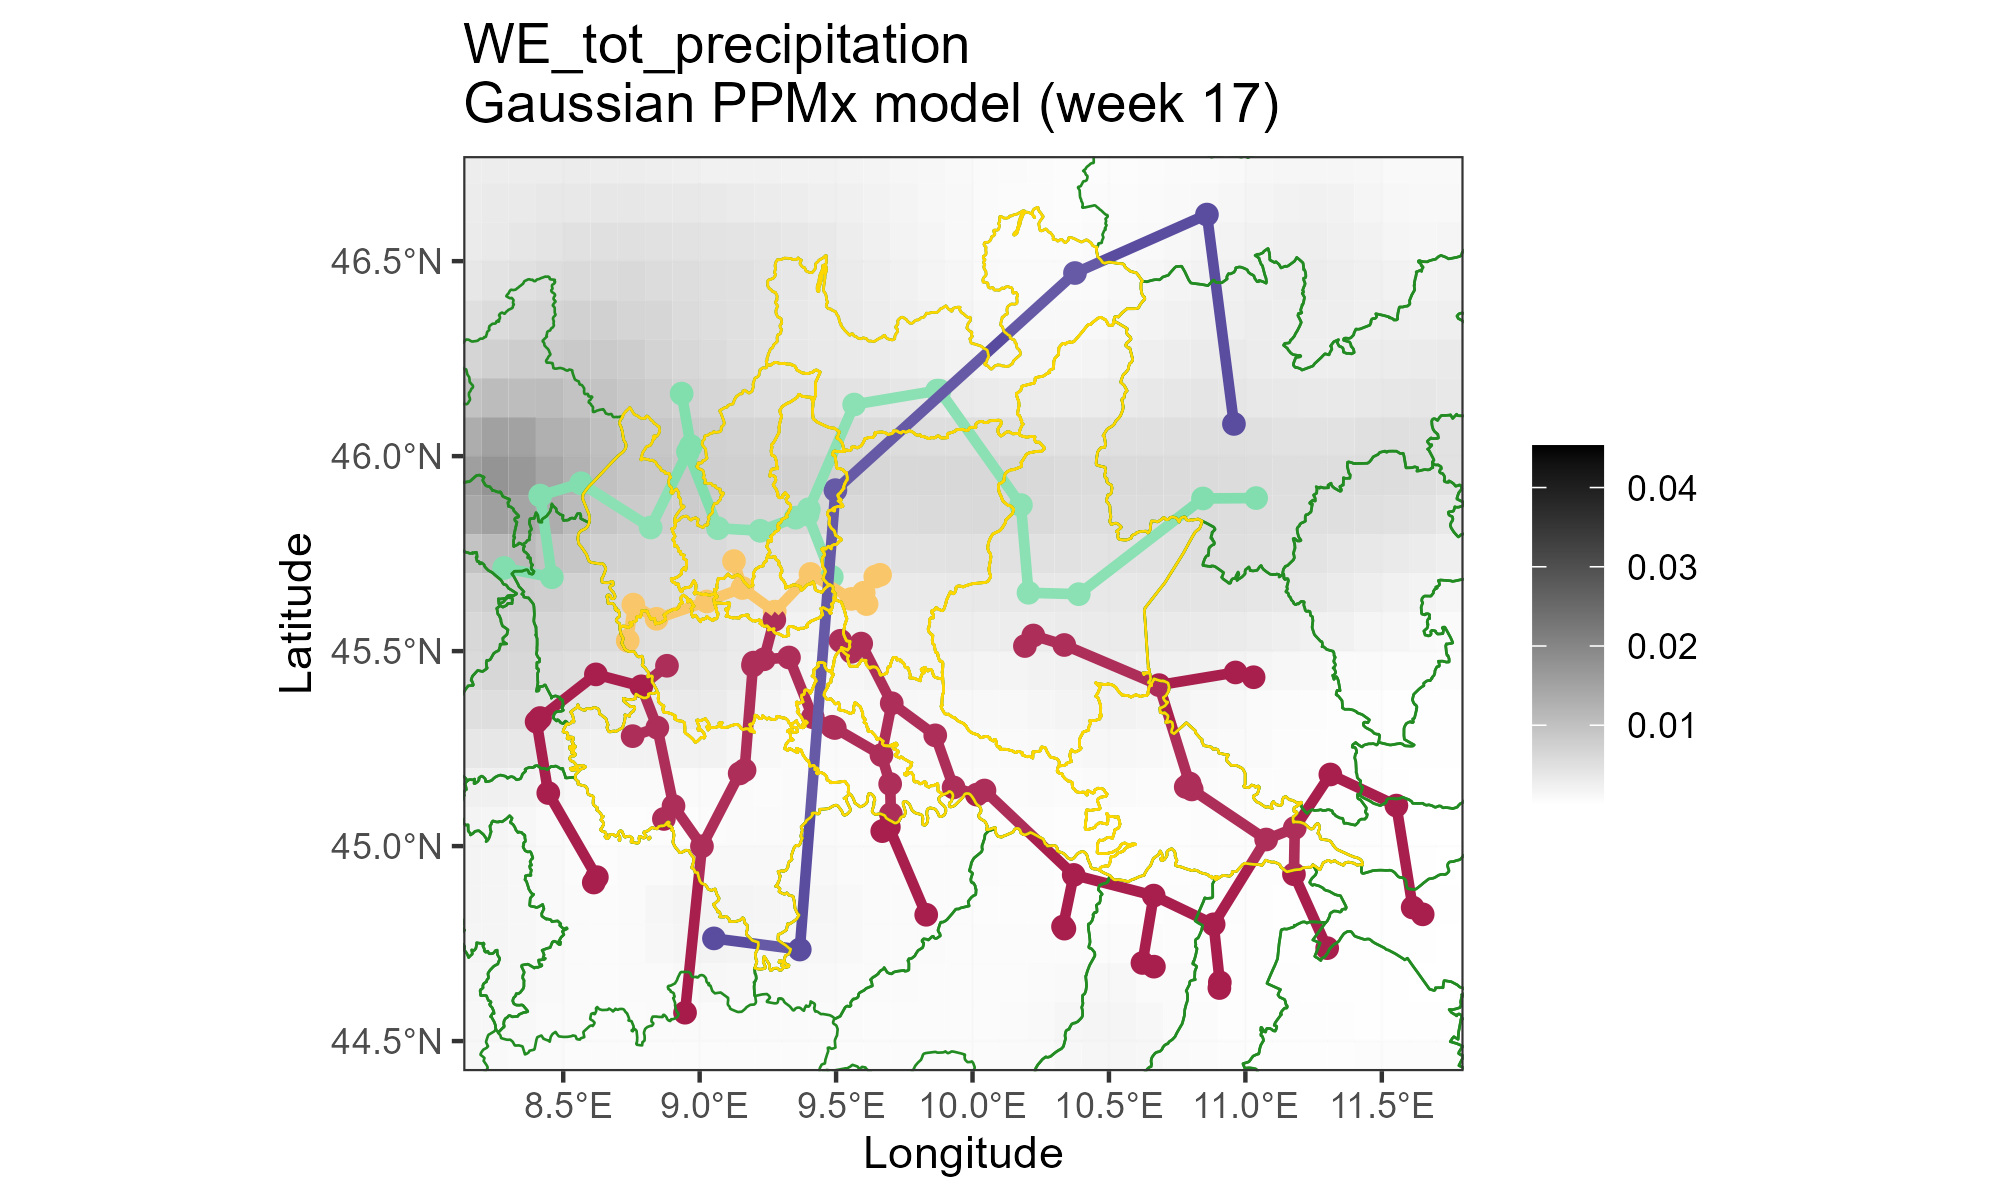 WE_tot_precipitation
Gaussian PPMx model (week 17)
46.5°N
46.0°N
45.5°N
45.0°N
44.5°N
Latitude
8.5°E
9.0°E
9.5°E
10.0°E
10.5°E
11.0°E
11.5°E
Longitude
0.04
0.03
0.02
0.01